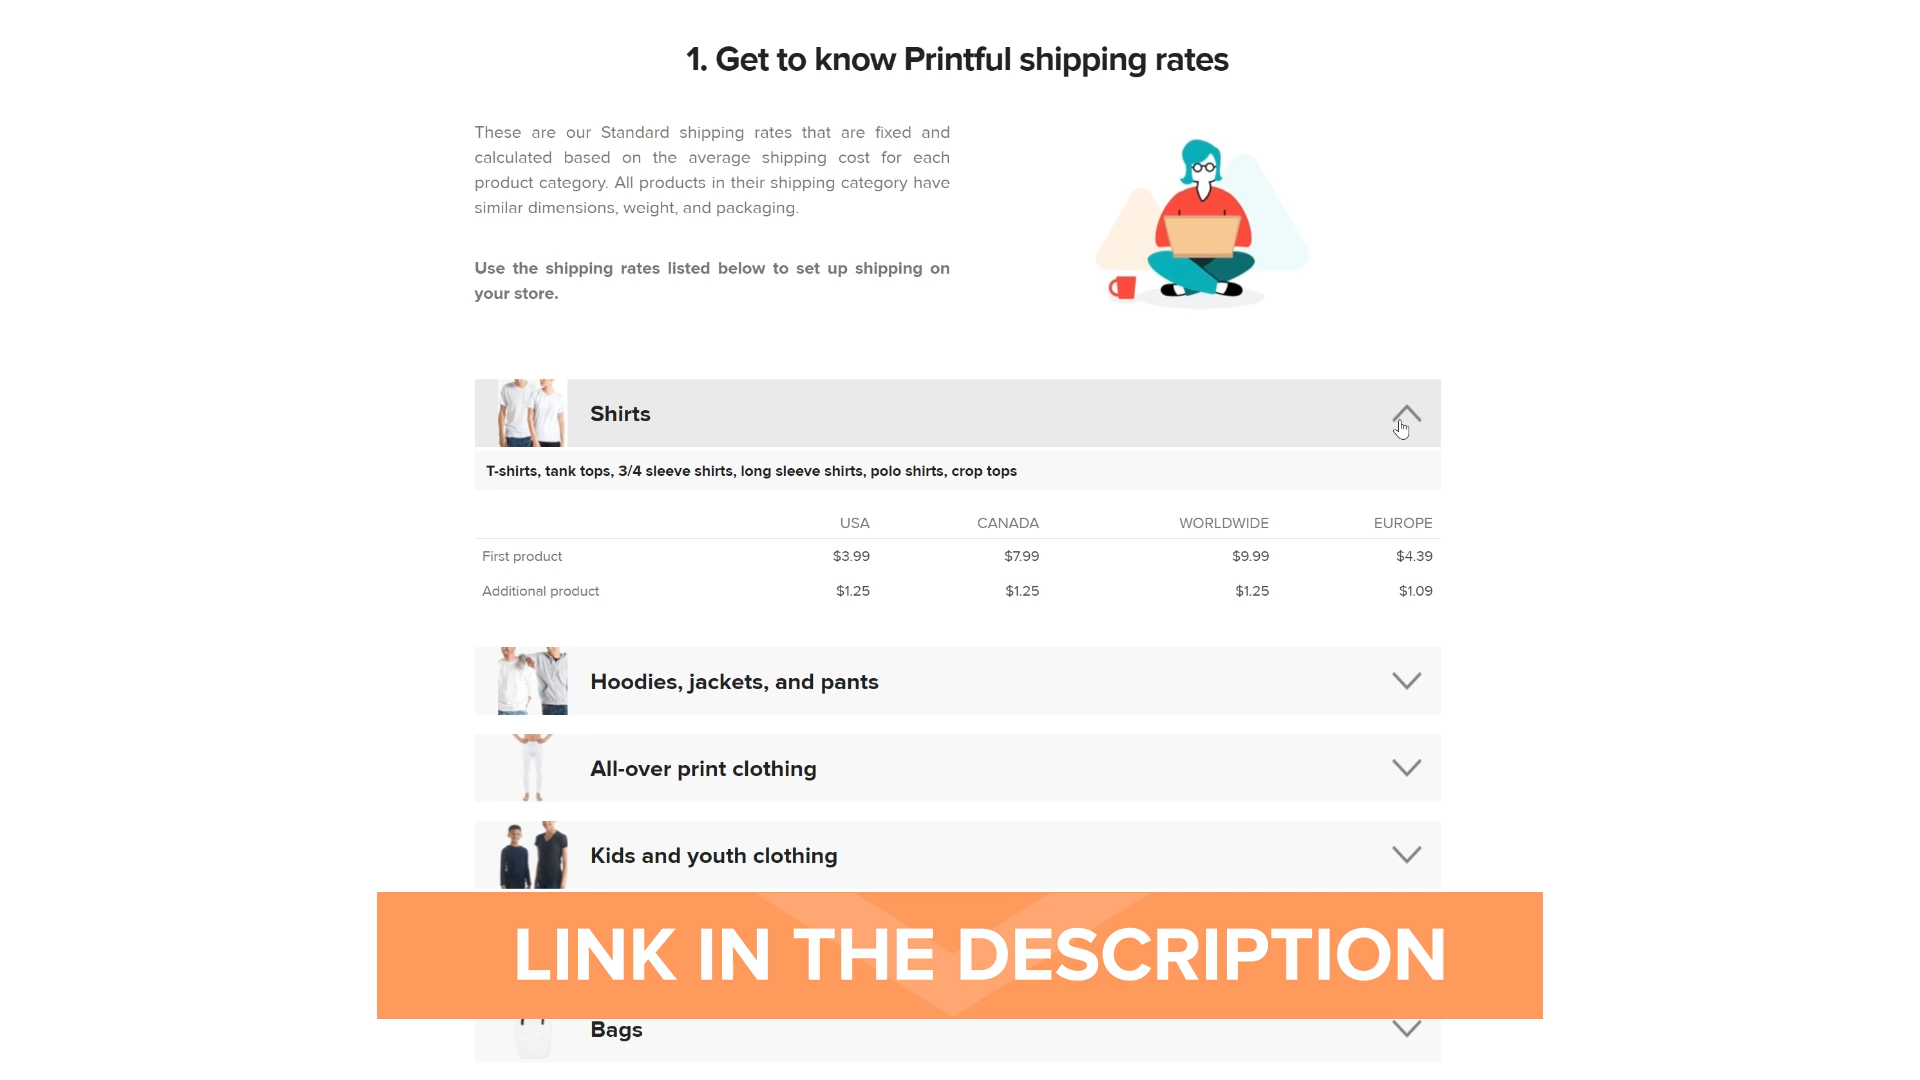 1. Get to know Printful shipping rates
These are our Standard shipping rates that are fixed and
calculated based on the average shipping cost for each
product category. All products in their shipping category have
similar dimensions, weight, and packaging.
Use the shipping rates listed below to set up shipping on
your store.
Shirts
T-shirts, tank tops, 3/4 sleeve shirts, long sleeve shirts, polo shirts, crop tops
USA CANADA WORLDWIDE EUROPE
First product $3.99 $7.99 $9.99 $4.39
Additional product $1.25 $1.25 $1.25 $1.09
Hoodies, jackets, and pants
All-over print clothing
Kids and youth clothing
LINK IN THE DESCRIPTION
Bags